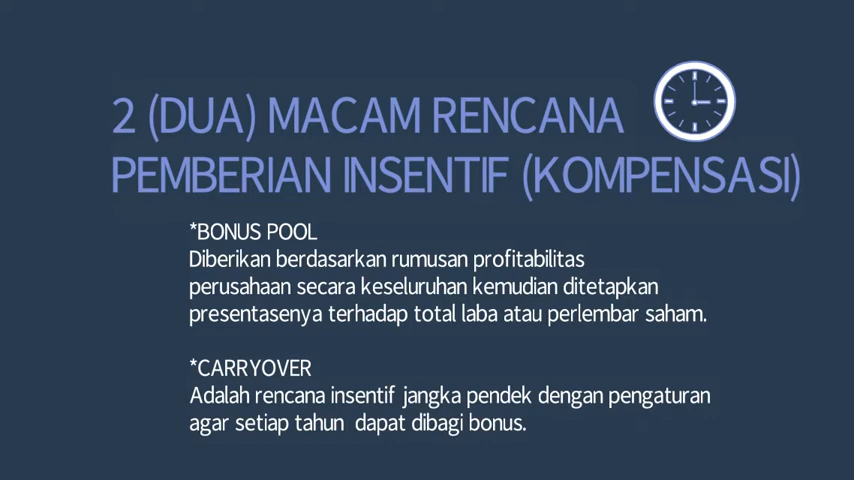 2 (DUA) MACAM RENCANA
PEMBERIAN INSENTIF (KOMPENSASI)
*BONUS POOL
Diberikan berdasarkan rumusan profitabilitas
perusahaan secara keseluruhan kemudian ditetapkan
presentasenya terhadap total laba atau perlembar saham.
*CARRYOVER
Adalah rencana insentif jangka pendek dengan pengaturan
agar setiap tahun dapat dibagi bonus.